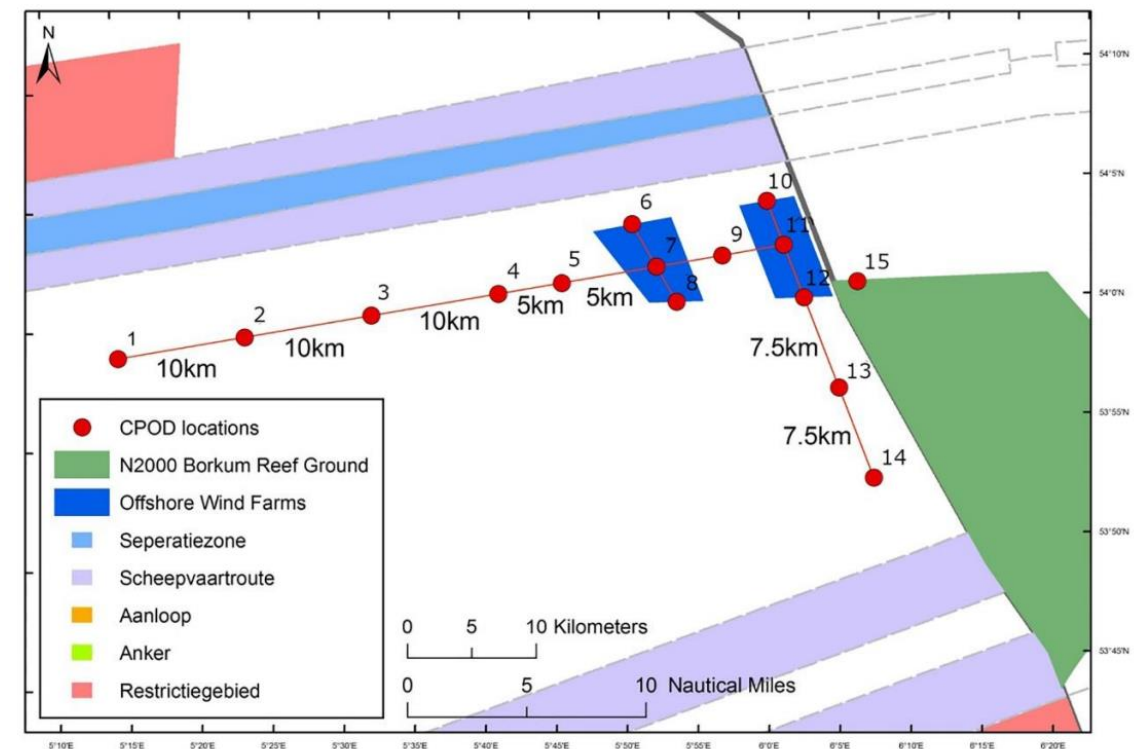 N
54°10'N
54°5'N
54°0'N
53°55'N
53°50'N
53°45'N
10
6
11
7
9
15
5
4
8
12
3
2
1
5km
5km
10km
10km
10km
7.5km
13
7.5km
14
CPOD locations
N2000 Borkum Reef Ground
Offshore Wind Farms
Seperatiezone
Scheepvaartroute
Aanloop
Anker
Restrictiegebied
0 5 10 Kilometers
0 5 10 Nautical Miles
5°10'E 5°15'E 5°20'E 5°25'E 5°30'E 5°35'E 5°40'E 5°45'E 5°50'E 5°55'E 6°0'E 6°5'E 6°10'E 6°15'E 6°20'E